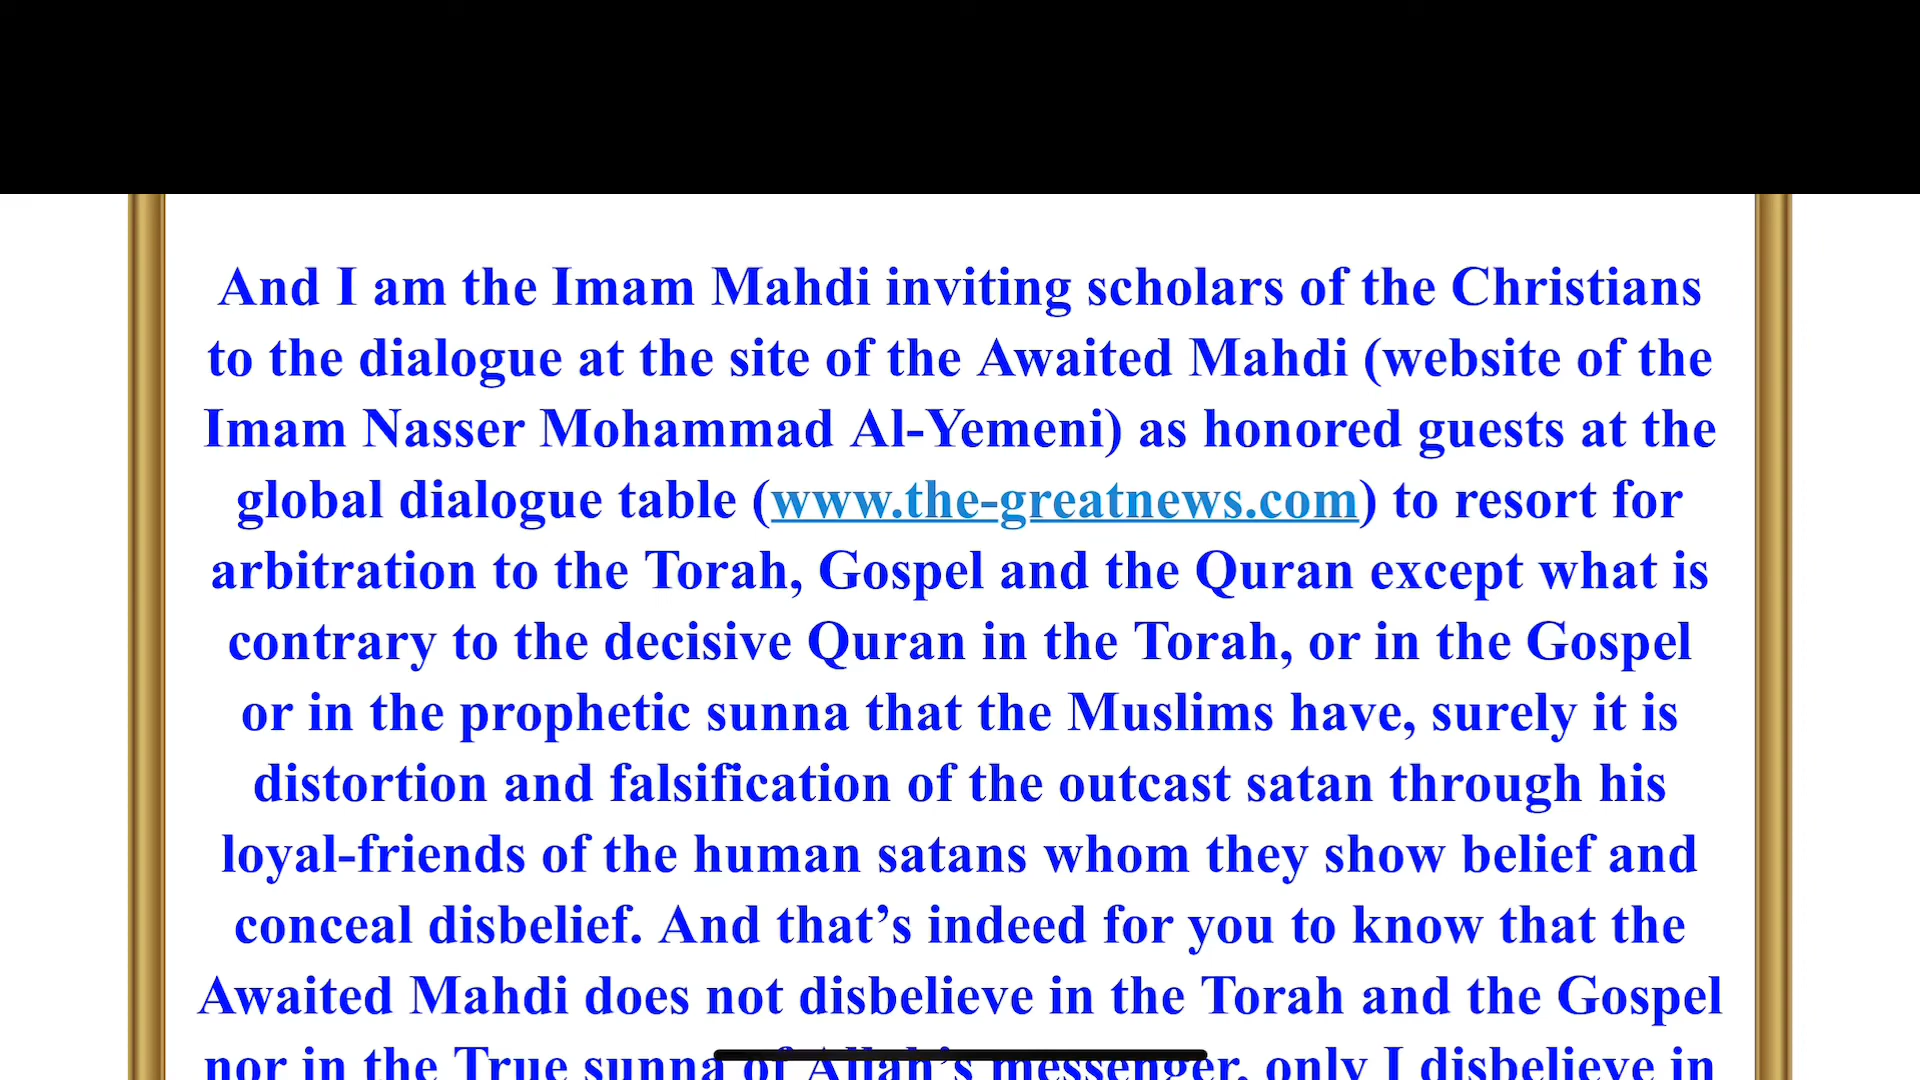 And I am the Imam Mahdi inviting scholars of the Christians
to the dialogue at the site of the Awaited Mahdi (website of the
Imam Nasser Mohammad Al-Yemeni) as honored guests at the
global dialogue table (www.the-greatnews.com) to resort for
arbitration to the Torah, Gospel and the Quran except what is
contrary to the decisive Quran in the Torah, or in the Gospel
or in the prophetic sunna that the Muslims have, surely it is
distortion and falsification of the outcast satan through his
loyal-friends of the human satans whom they show belief and
conceal disbelief. And that’s indeed for you to know that the
Awaited Mahdi does not disbelieve in the Torah and the Gospel
nor in the True sunna of Allah’s messenger, only I disbelieve in